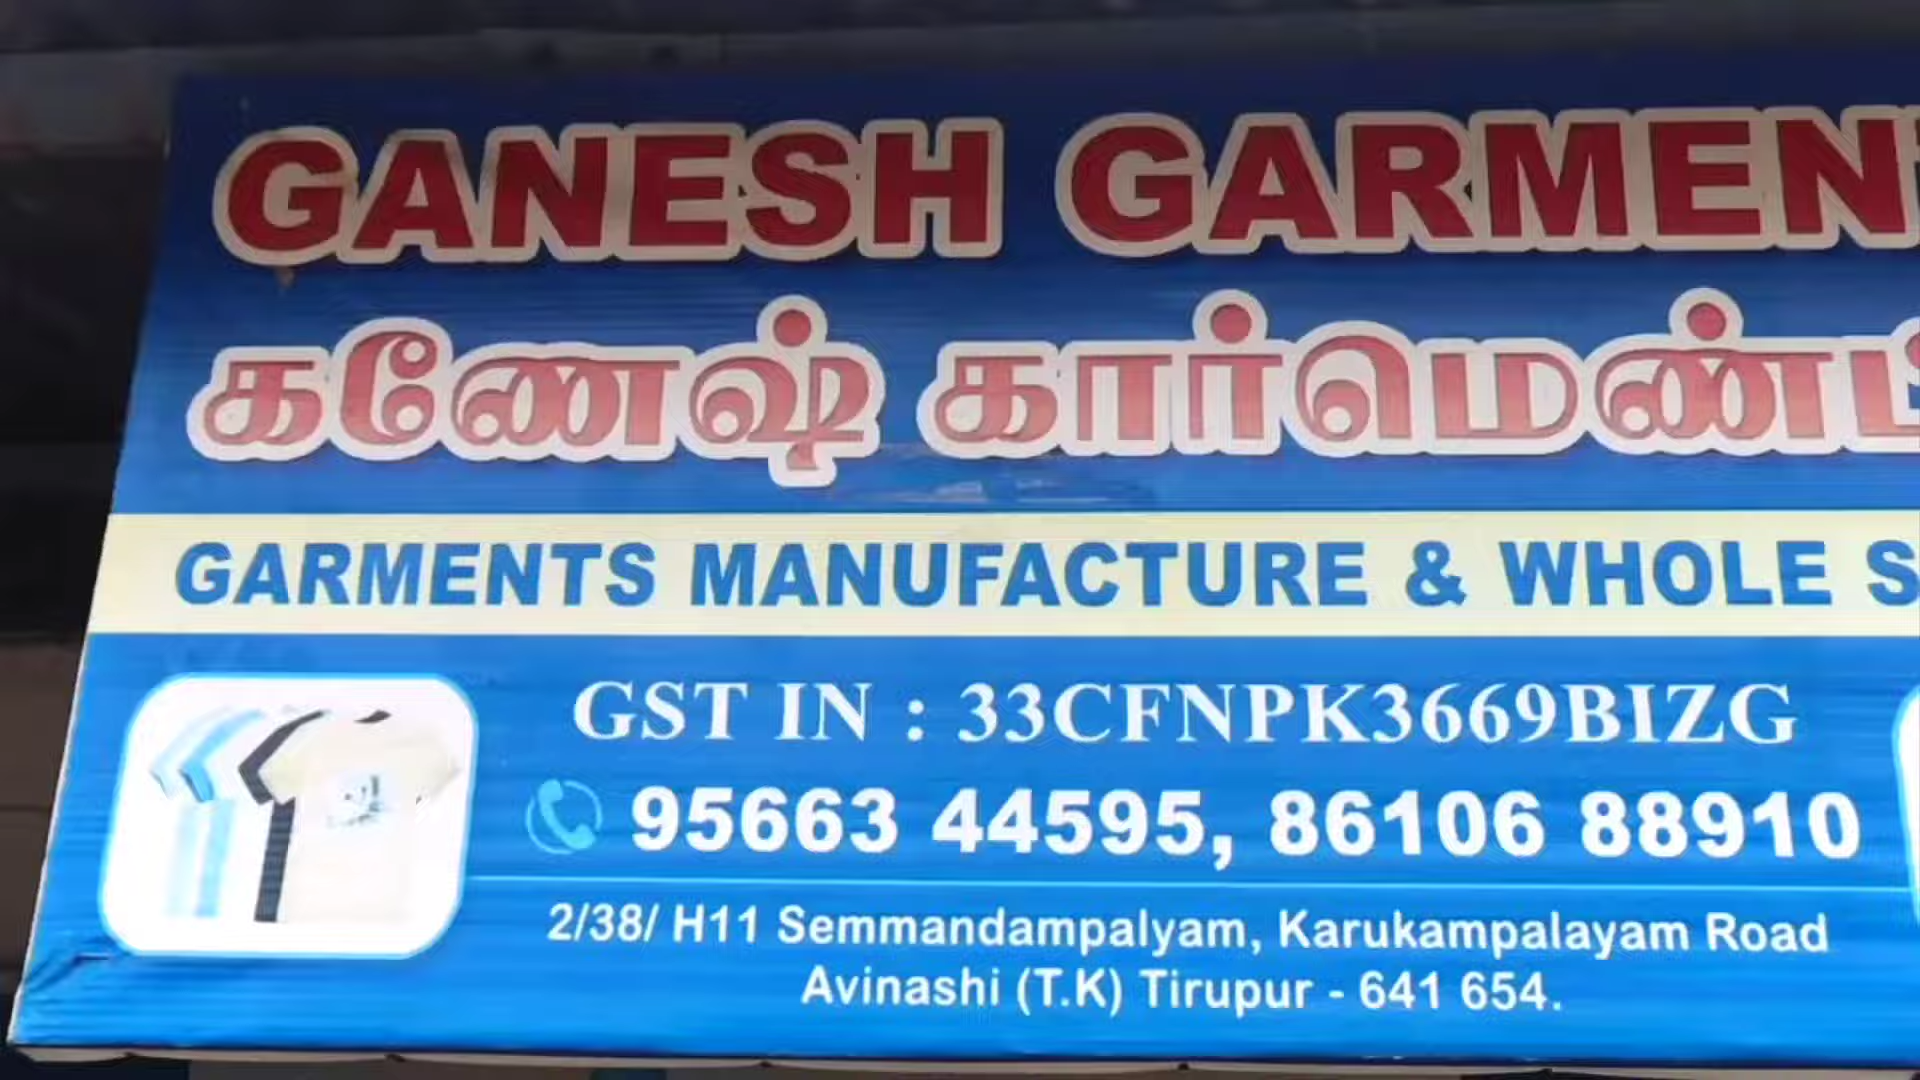 GANESH GARMENT
கணேஷ் கார்மெண்ட்
GARMENTS MANUFACTURE & WHOLE S
GST IN : 33CFNPK3669BIZG
95663 44595, 86106 88910
2/38/ H11 Semmandampalyam, Karukampalayam Road
Avinashi (T.K) Tirupur - 641 654.